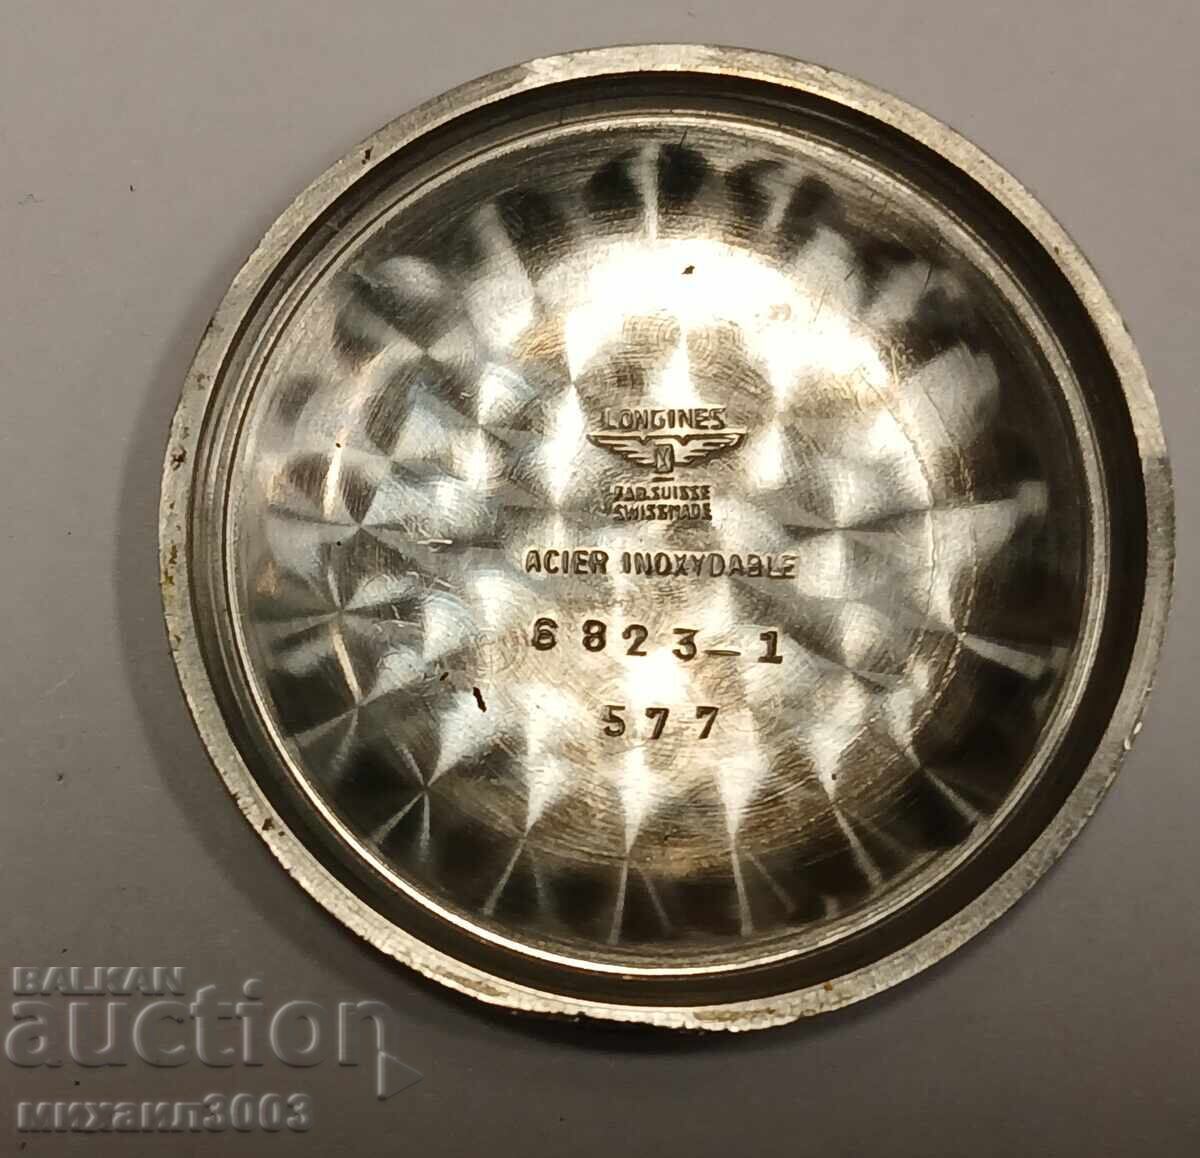 LONGINES
FAB.SUISSE
SWISSMADE
ACIER INOXYDABLE
6823-1
577
BALKAN
auction
михаил3003